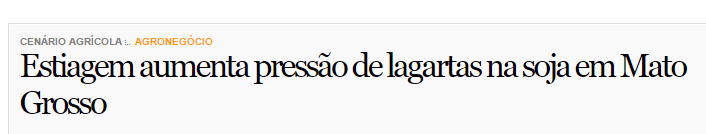 CENÁRIO AGRÍCOLA :.. AGRONEGÓCIO
Estiagem aumenta pressão de lagartas na soja em Mato
Grosso